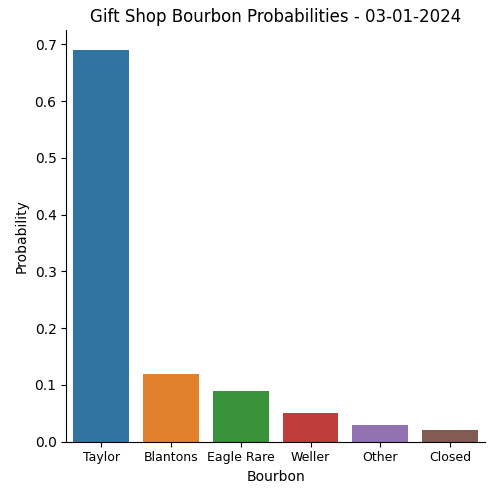 Gift Shop Bourbon Probabilities - 03-01-2024
0.7
0.6
0.5
0.4
0.3
0.2
0.1
0.0
Probability
Taylor Blantons Eagle Rare Weller Other Closed
Bourbon